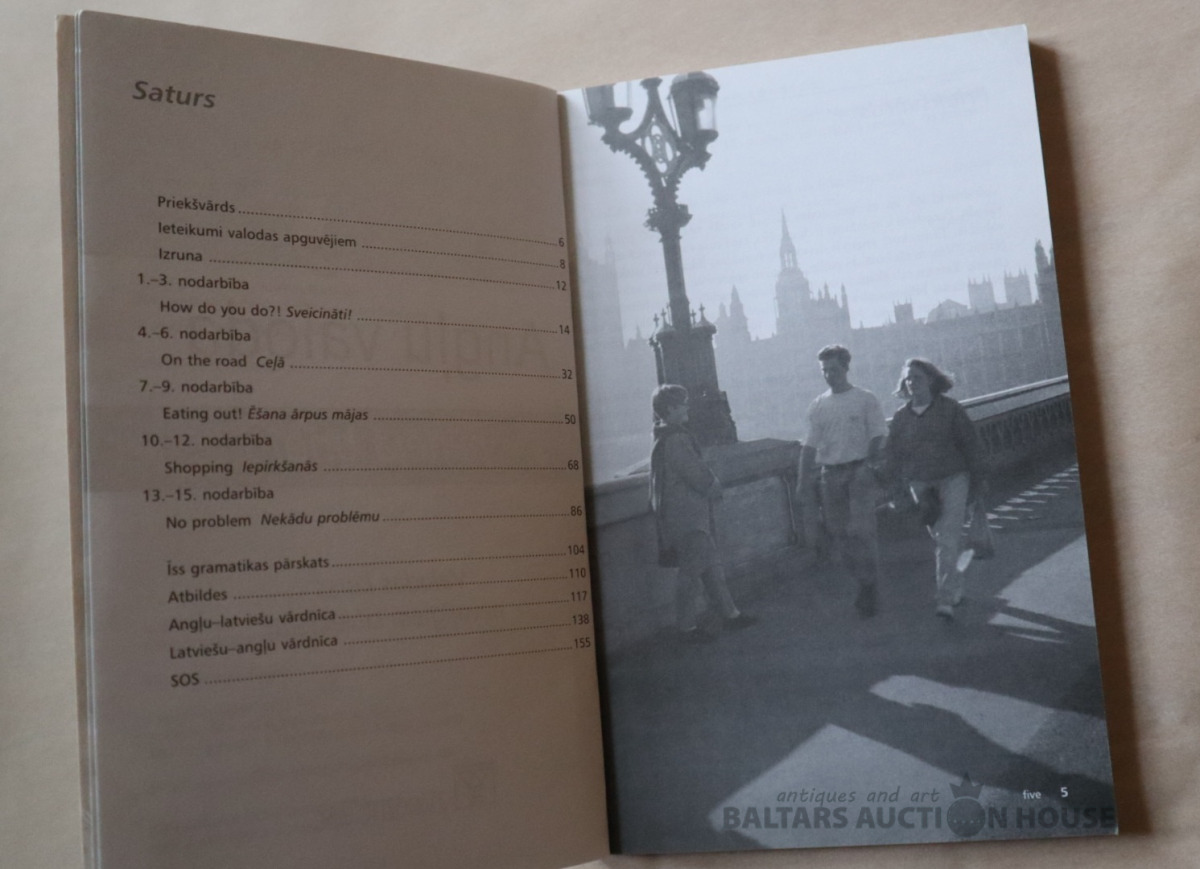 Saturs
Priekšvārds 6
Ieteikumi valodas apguvējiem 8
Izruna 12
1.–3. nodarbība
How do you do?! Sveicināti! 14
4.–6. nodarbība
On the road Ceļā 32
7.–9. nodarbība
Eating out! Ēšana ārpus mājas 50
10.–12. nodarbība
Shopping Iepirkšanās 68
13.–15. nodarbība
No problem Nekādu problēmu 86
Īss gramatikas pārskats 104
Atbildes 110
Angļu–latviešu vārdnīca 117
Latviešu–angļu vārdnīca 138
SOS 155
five 5
antiques and art
BALTARS AUCTION HOUSE